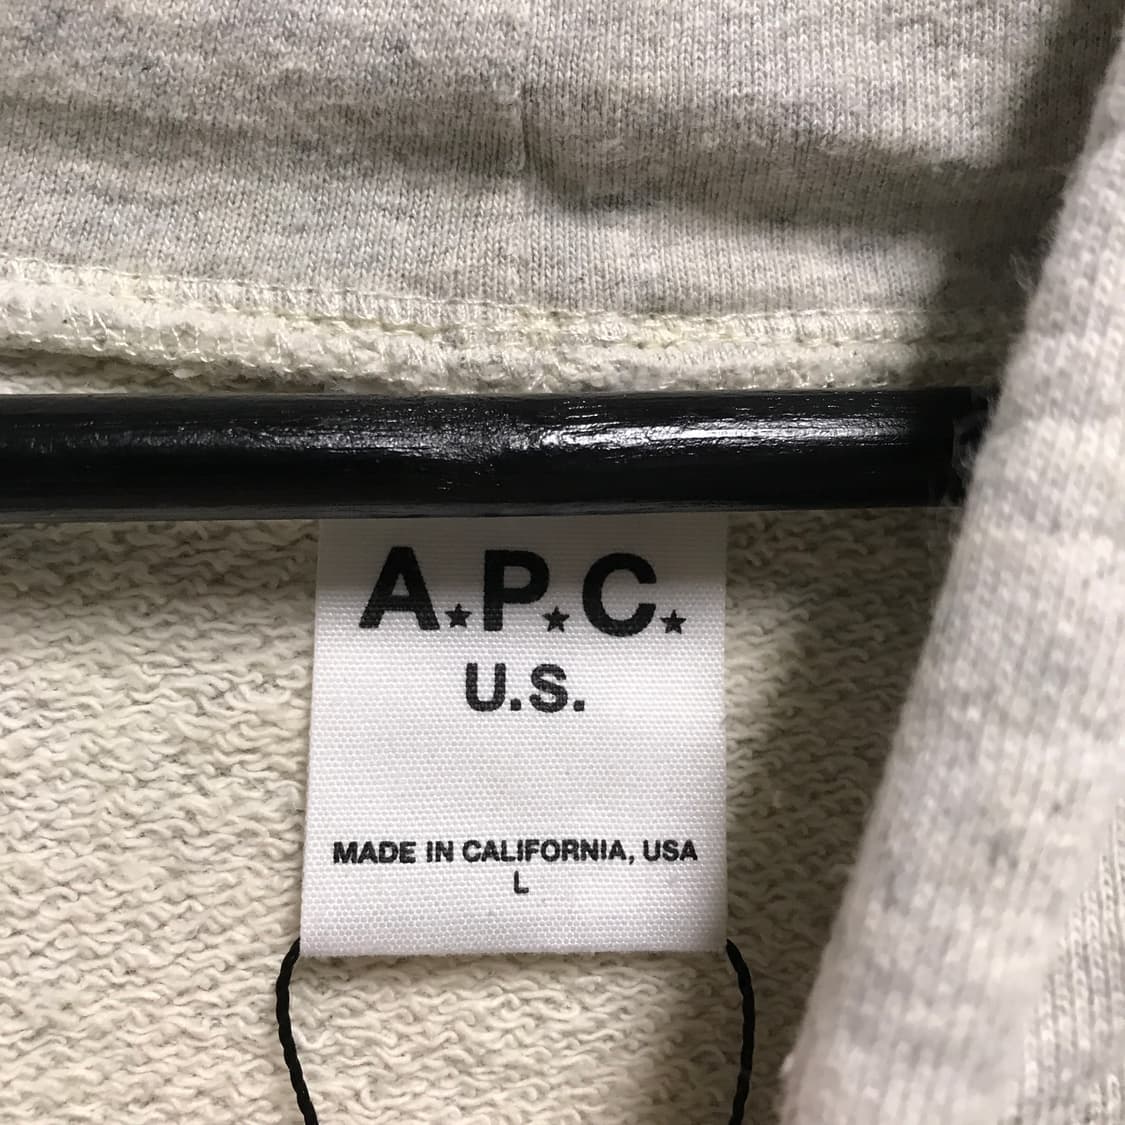 A★P★C★
U.S.
MADE IN CALIFORNIA, USA
L